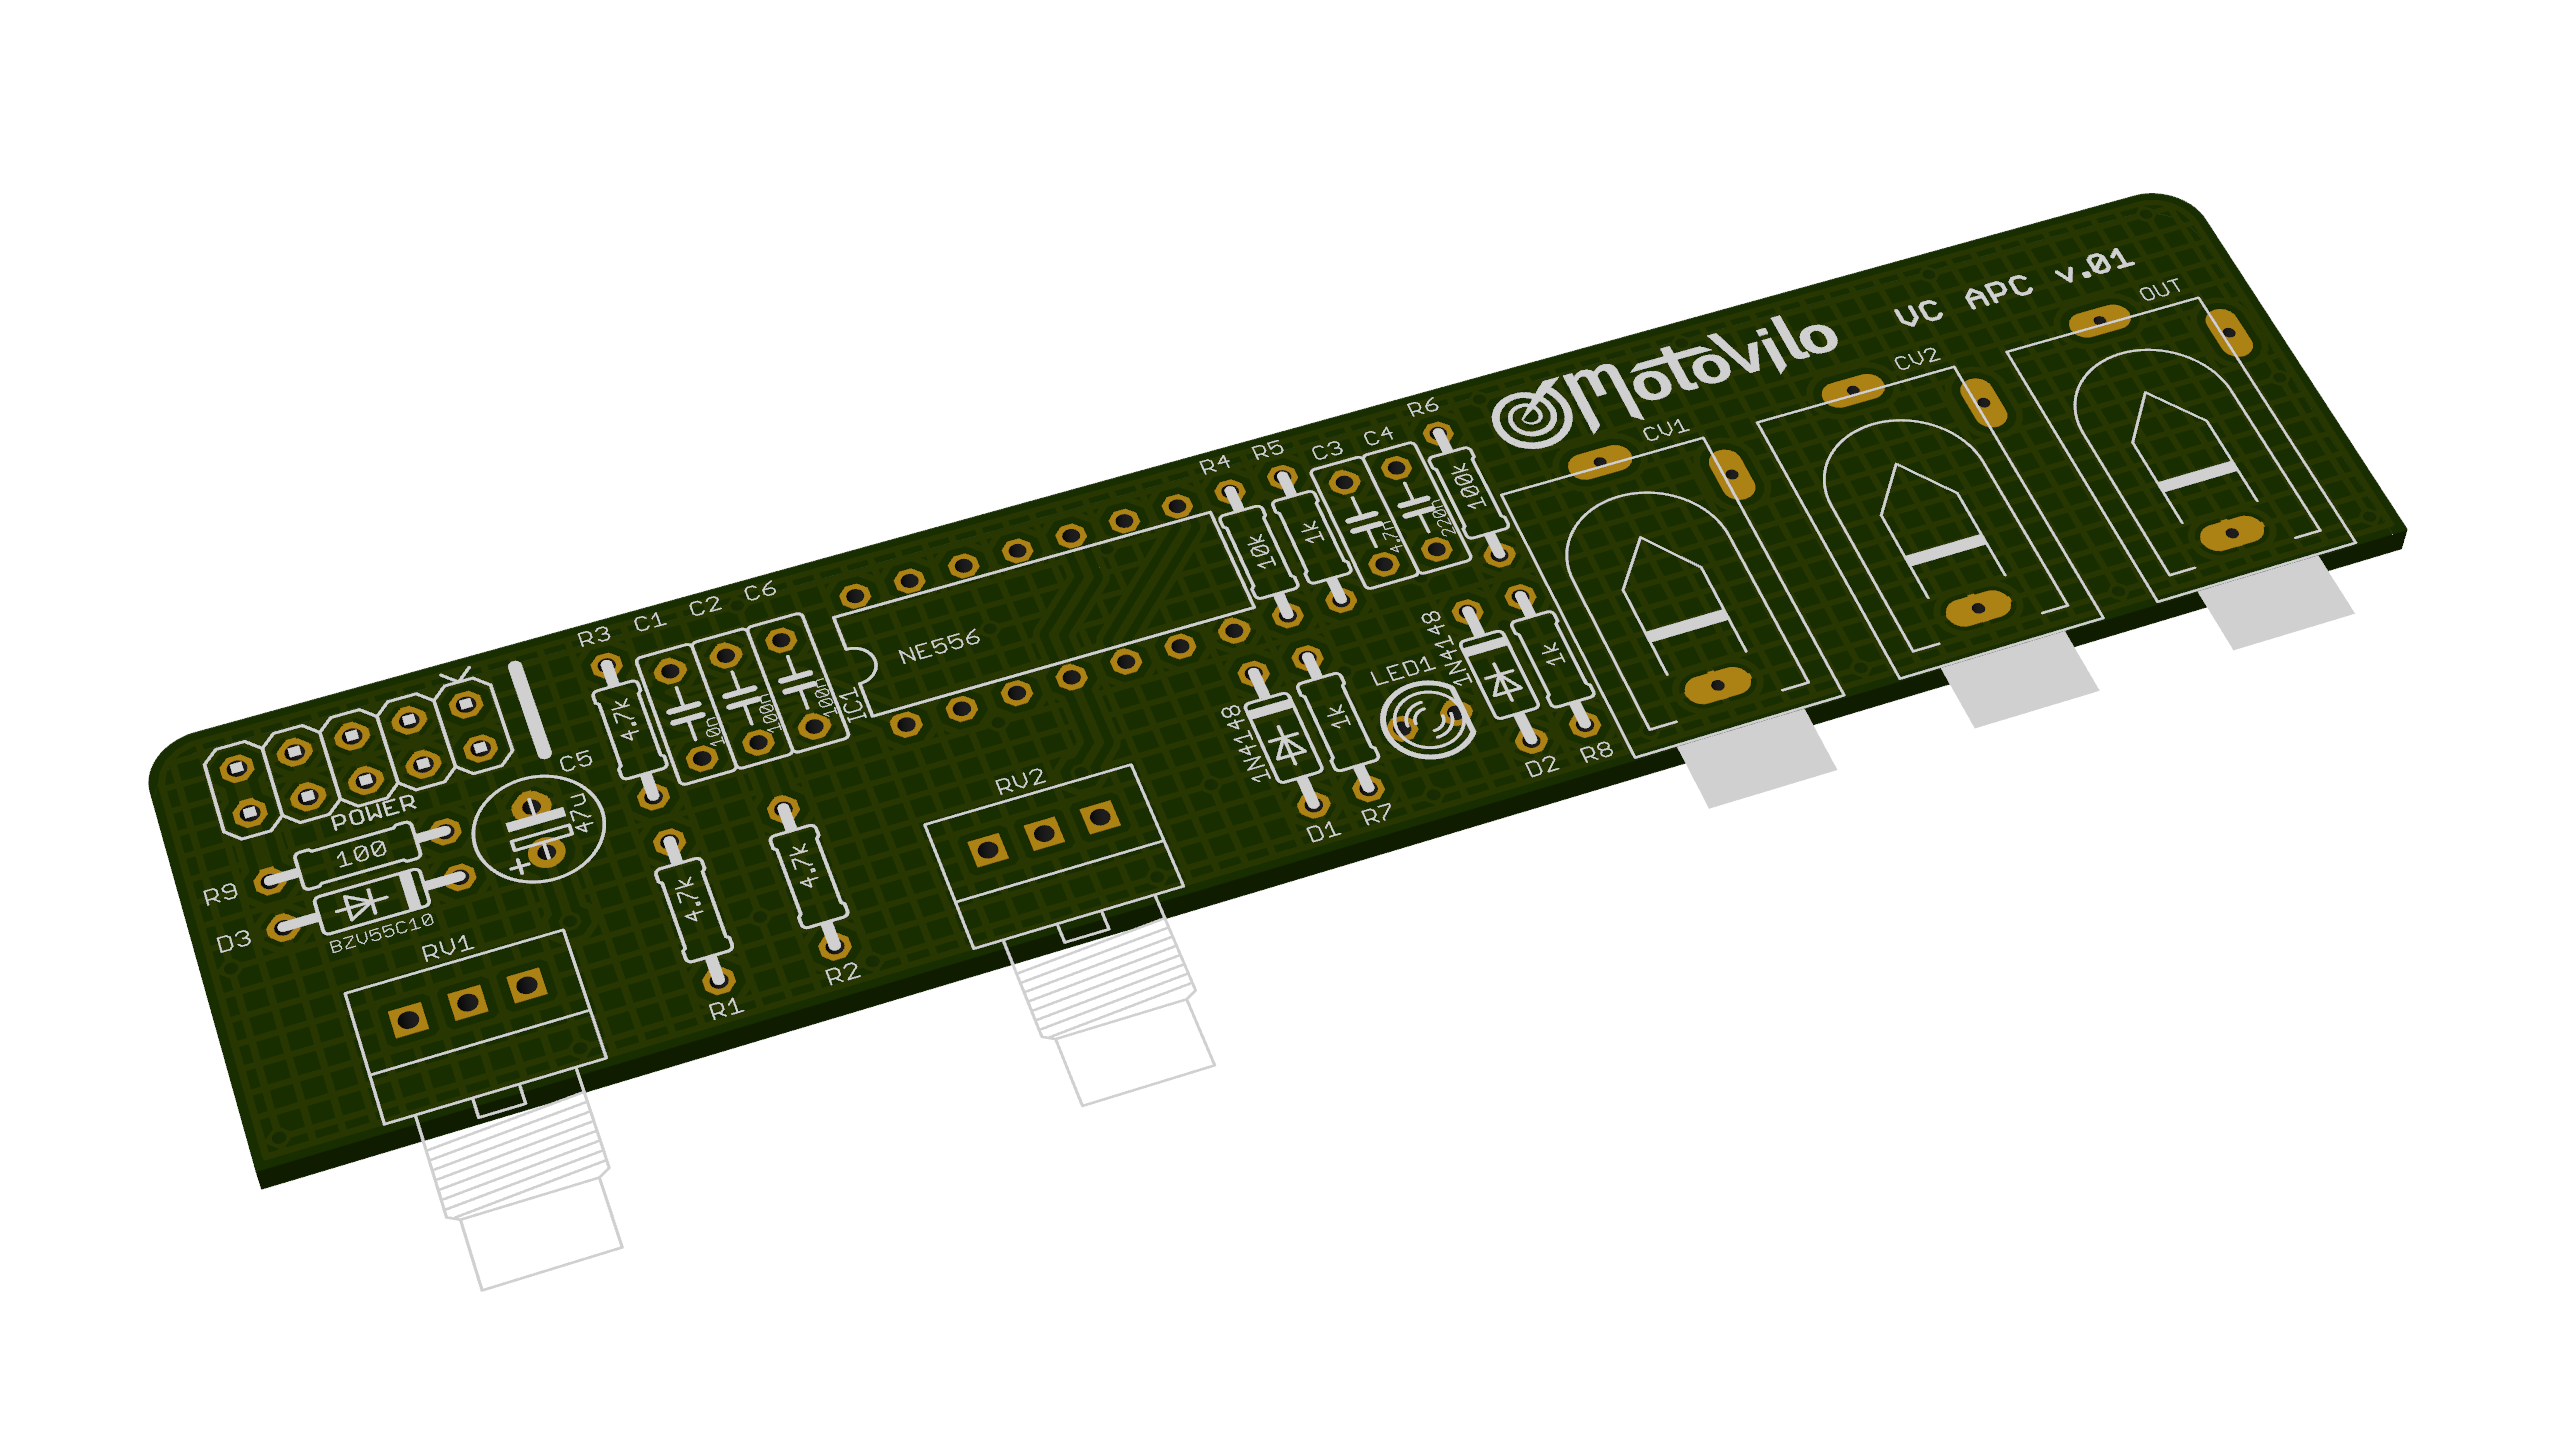 VC APC v.01
OUT
MotoVilo
CV2
CV1
R6
100k
C4
220n
C3
4.7n
R5
1k
R4
10k
NE556
IC1
C6
100n
C2
100n
C1
10n
R3
4.7k
POWER
C5
47u
+
R9
100
D3
BZV55C10
RV1
4.7k
R1
4.7k
R2
RV2
1N4148
D1
1k
R7
LED1
1N4148
D2
1k
R8